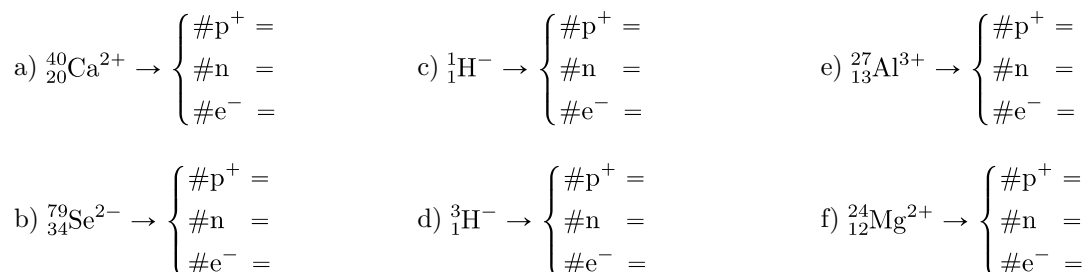 a) ⁴⁰₂₀Ca²⁺ → { #p⁺ =
#n =
#e⁻ =
b) ⁷⁹₃₄Se²⁻ → { #p⁺ =
#n =
#e⁻ =
c) ¹₁H⁻ → { #p⁺ =
#n =
#e⁻ =
d) ³₁H⁻ → { #p⁺ =
#n =
#e⁻ =
e) ²⁷₁₃Al³⁺ → { #p⁺ =
#n =
#e⁻ =
f) ²⁴₁₂Mg²⁺ → { #p⁺ =
#n =
#e⁻ =